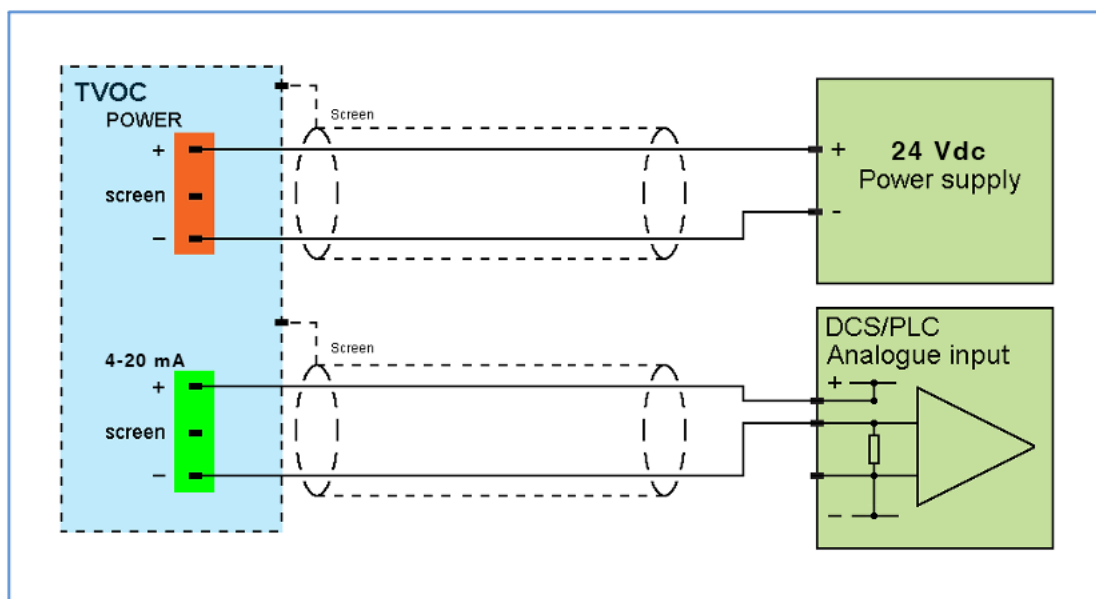 TVOC
POWER
+
screen
−
Screen
+
24 Vdc
Power supply
-
4-20 mA
+
screen
−
Screen
DCS/PLC
Analogue input
+
−